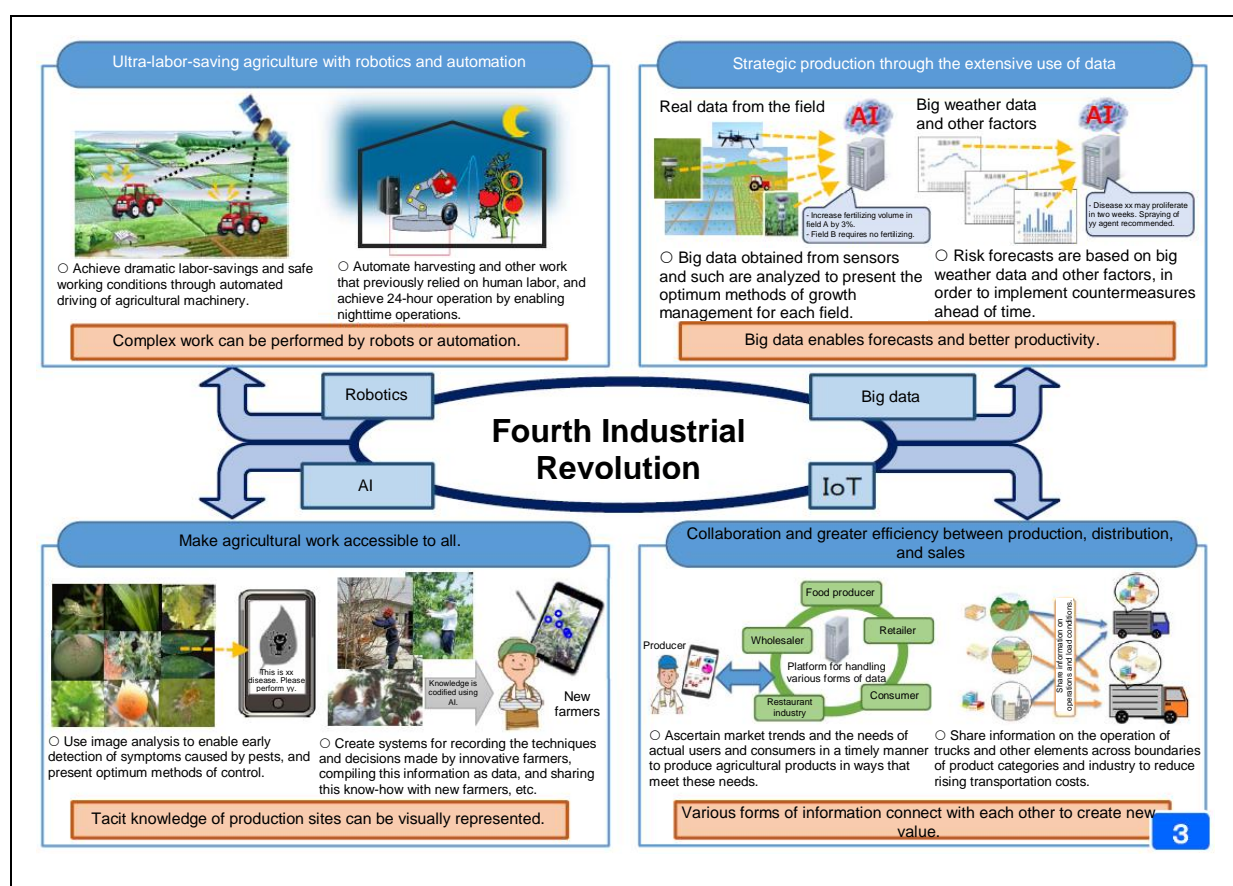 Ultra-labor-saving agriculture with robotics and automation
○ Achieve dramatic labor-savings and safe
working conditions through automated
driving of agricultural machinery.
○ Automate harvesting and other work
that previously relied on human labor, and
achieve 24-hour operation by enabling
nighttime operations.
Complex work can be performed by robots or automation.
Strategic production through the extensive use of data
Real data from the field
AI
- Increase fertilizing volume in
field A by 3%.
- Field B requires no fertilizing.
Big weather data
and other factors
AI
- Disease xx may proliferate
in two weeks. Spraying of
yy agent recommended.
○ Big data obtained from sensors
and such are analyzed to present the
optimum methods of growth
management for each field.
○ Risk forecasts are based on big
weather data and other factors, in
order to implement countermeasures
ahead of time.
Big data enables forecasts and better productivity.
Robotics
Big data
Fourth Industrial
Revolution
AI
IoT
Make agricultural work accessible to all.
This is xx
disease. Please
perform yy.
Knowledge is
codified using
AI.
New
farmers
○ Use image analysis to enable early
detection of symptoms caused by pests, and
present optimum methods of control.
○ Create systems for recording the techniques
and decisions made by innovative farmers,
compiling this information as data, and sharing
this know-how with new farmers, etc.
Tacit knowledge of production sites can be visually represented.
Collaboration and greater efficiency between production, distribution,
and sales
Producer
Food producer
Wholesaler
Retailer
Platform for handling
various forms of data
Restaurant
industry
Consumer
Share information on
operations and load conditions.
○ Ascertain market trends and the needs of
actual users and consumers in a timely manner
to produce agricultural products in ways that
meet these needs.
○ Share information on the operation of
trucks and other elements across boundaries
of product categories and industry to reduce
rising transportation costs.
Various forms of information connect with each other to create new
value.
3